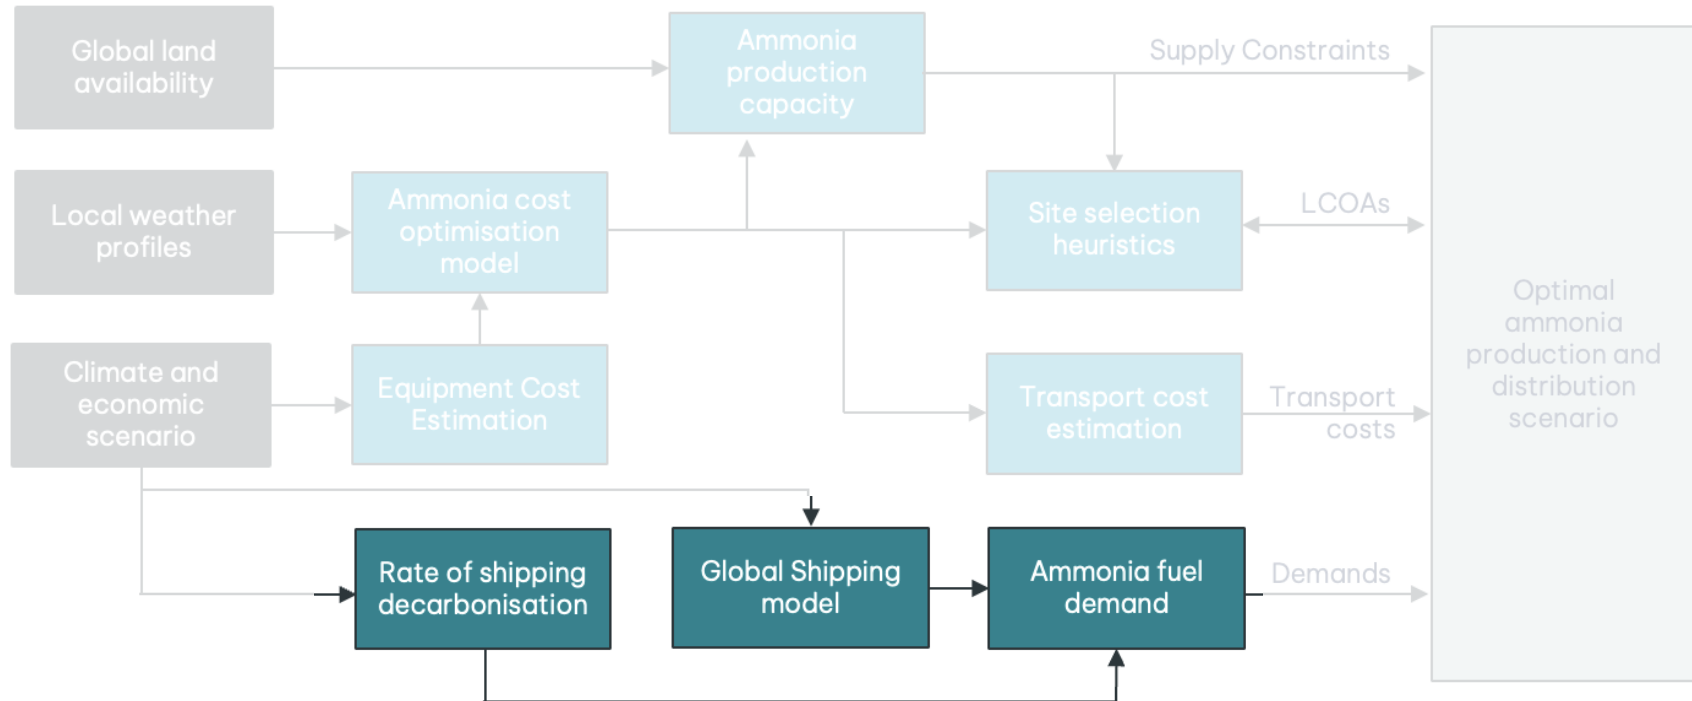 Global land
availability
Ammonia
production
capacity
Supply Constraints
Local weather
profiles
Ammonia cost
optimisation
model
Site selection
heuristics
LCOAs
Climate and
economic
scenario
Equipment Cost
Estimation
Transport cost
estimation
Transport
costs
Optimal
ammonia
production and
distribution
scenario
Rate of shipping
decarbonisation
Global Shipping
model
Ammonia fuel
demand
Demands